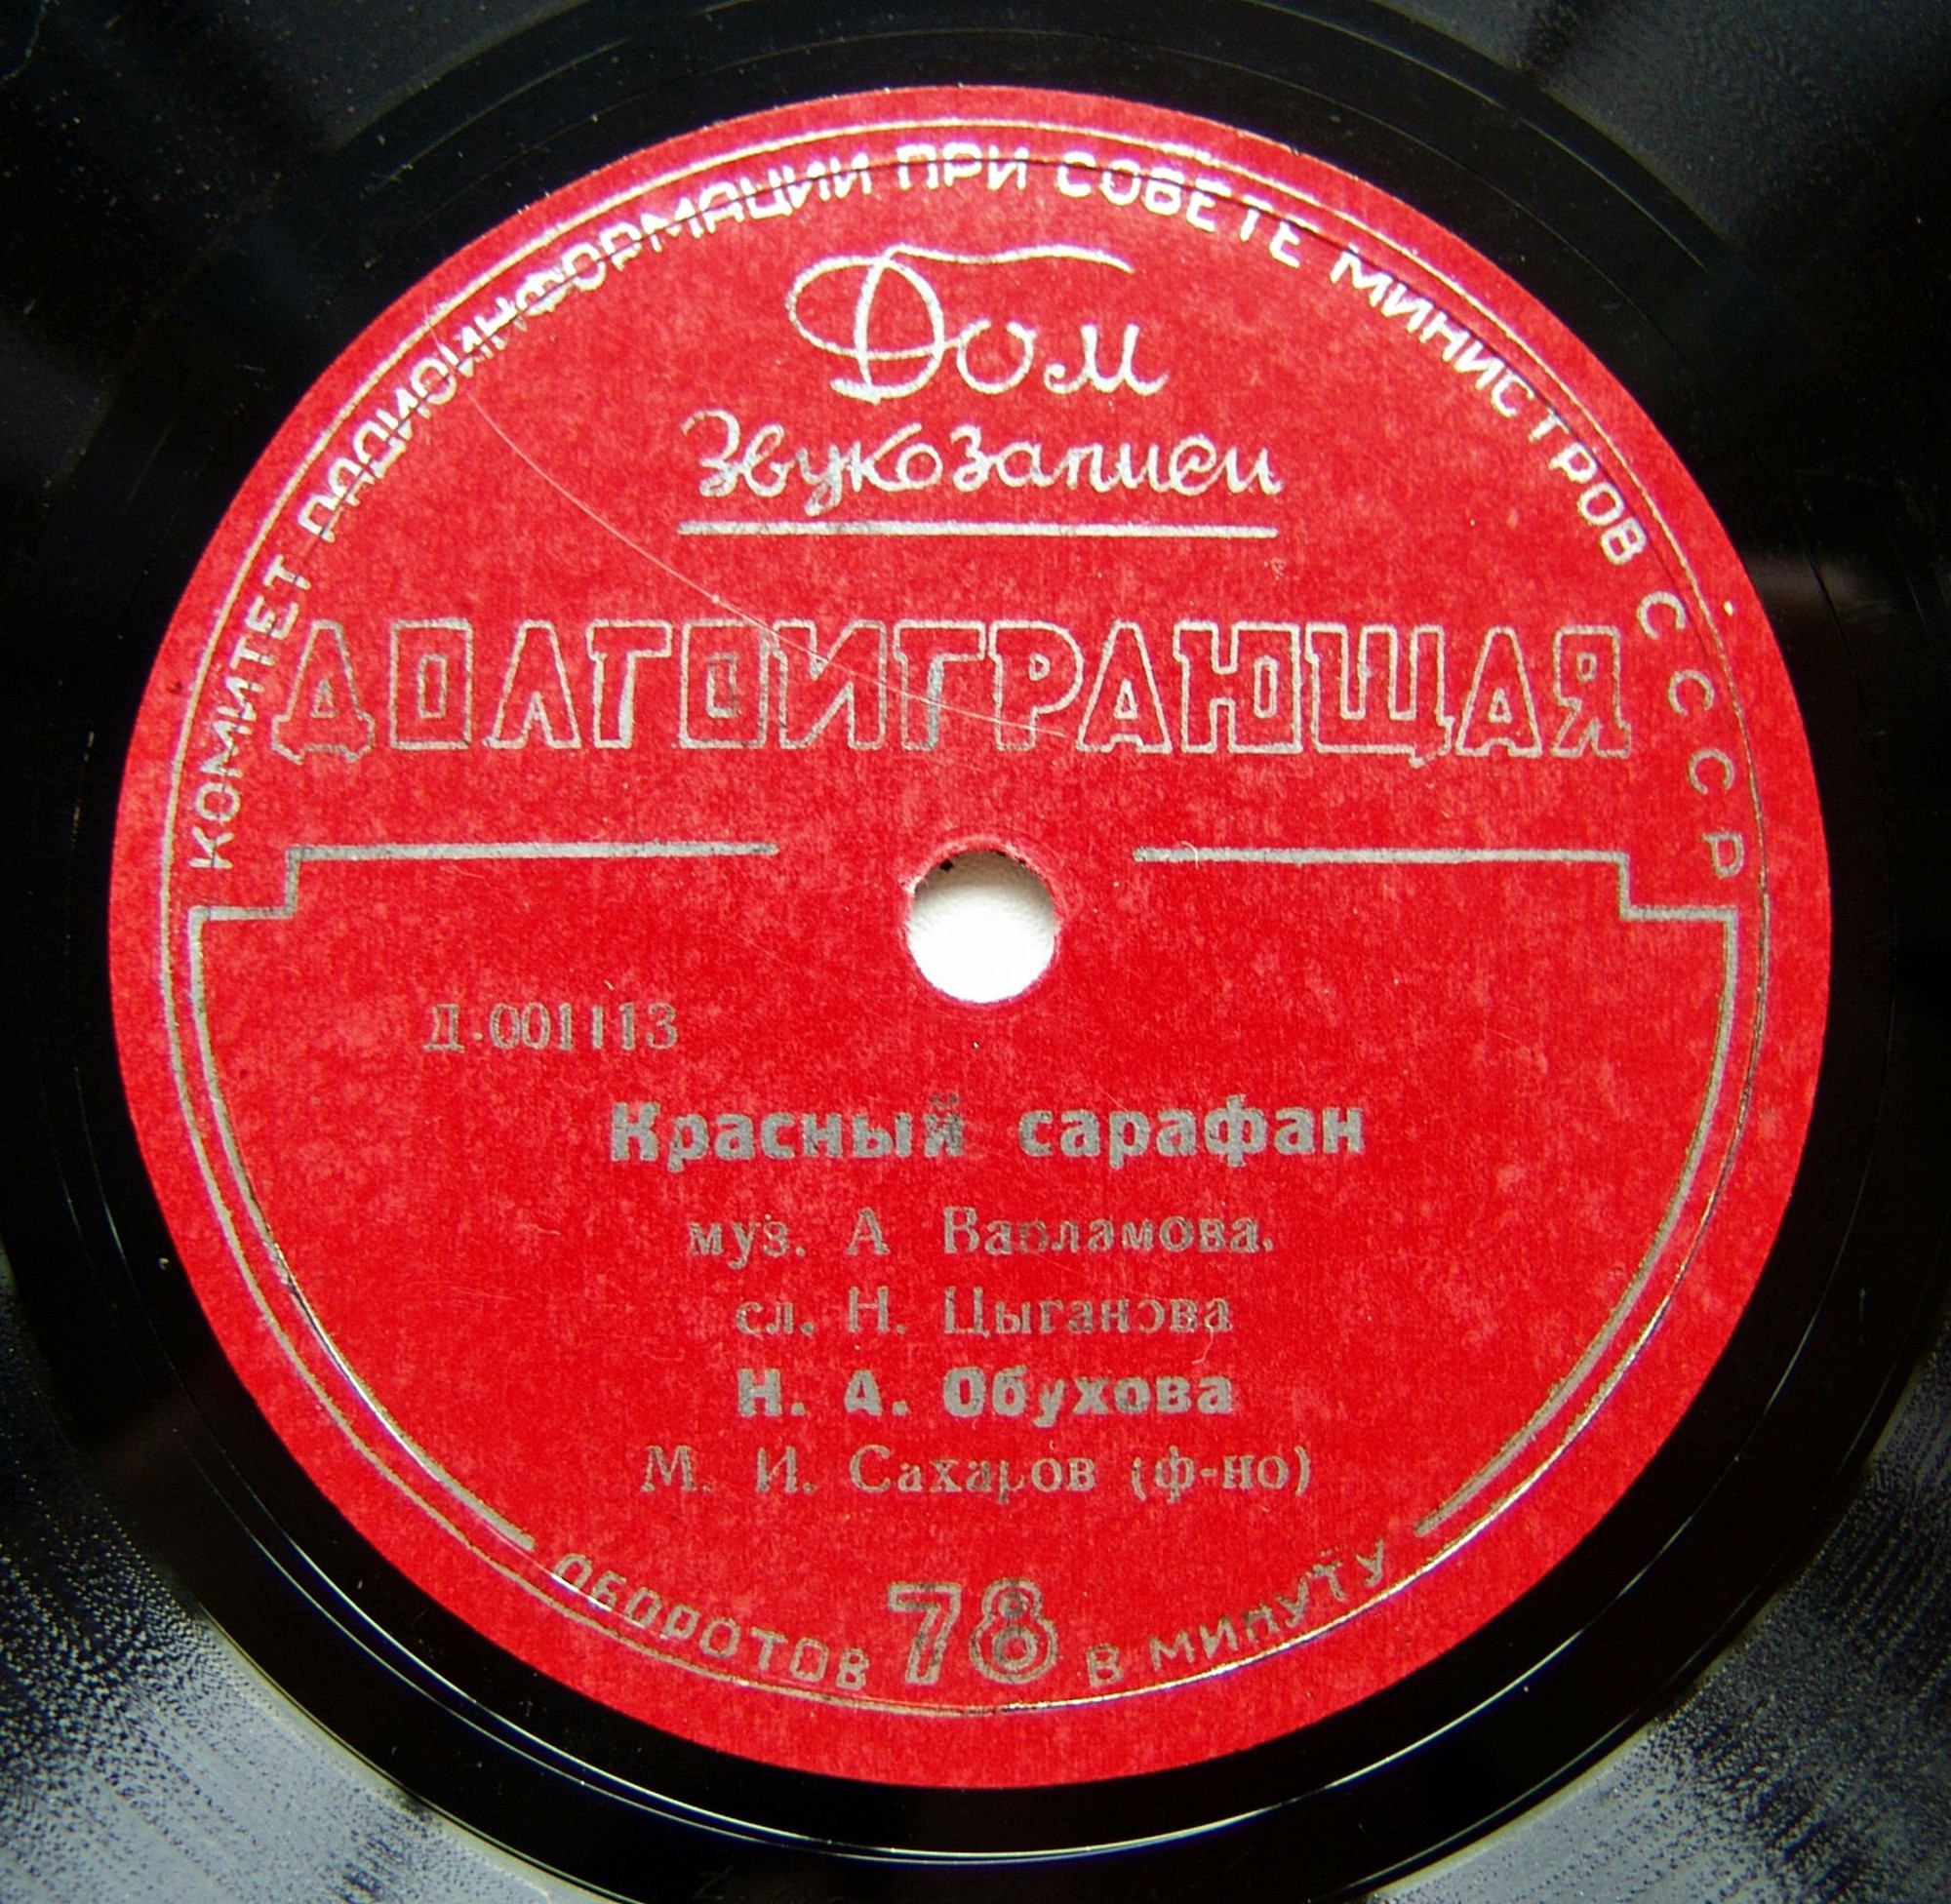 КОМИТЕТ РАДИОИНФОРМАЦИИ ПРИ СОВЕТЕ МИНИСТРОВ СССР
Дом
Звукозаписи
ДОЛГОИГРАЮЩАЯ
Д-001113
Красный сарафан
муз. А Варламова.
сл. Н. Цыганова
Н. А. Обухова
М. И. Сахаров (ф-но)
ОБОРОТОВ 78 В МИНУТУ